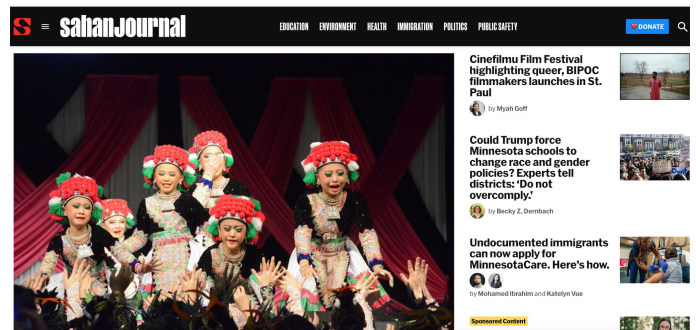 S
sahanjournal
EDUCATION ENVIRONMENT HEALTH IMMIGRATION POLITICS PUBLIC SAFETY
DONATE
Cinefilmu Film Festival
highlighting queer, BIPOC
filmmakers launches in St.
Paul
by Myah Goff
Could Trump force
Minnesota schools to
change race and gender
policies? Experts tell
districts: ‘Do not
overcomply.’
by Becky Z. Dernbach
Undocumented immigrants
can now apply for
MinnesotaCare. Here’s how.
by Mohamed Ibrahim and Katelyn Vue
Sponsored Content